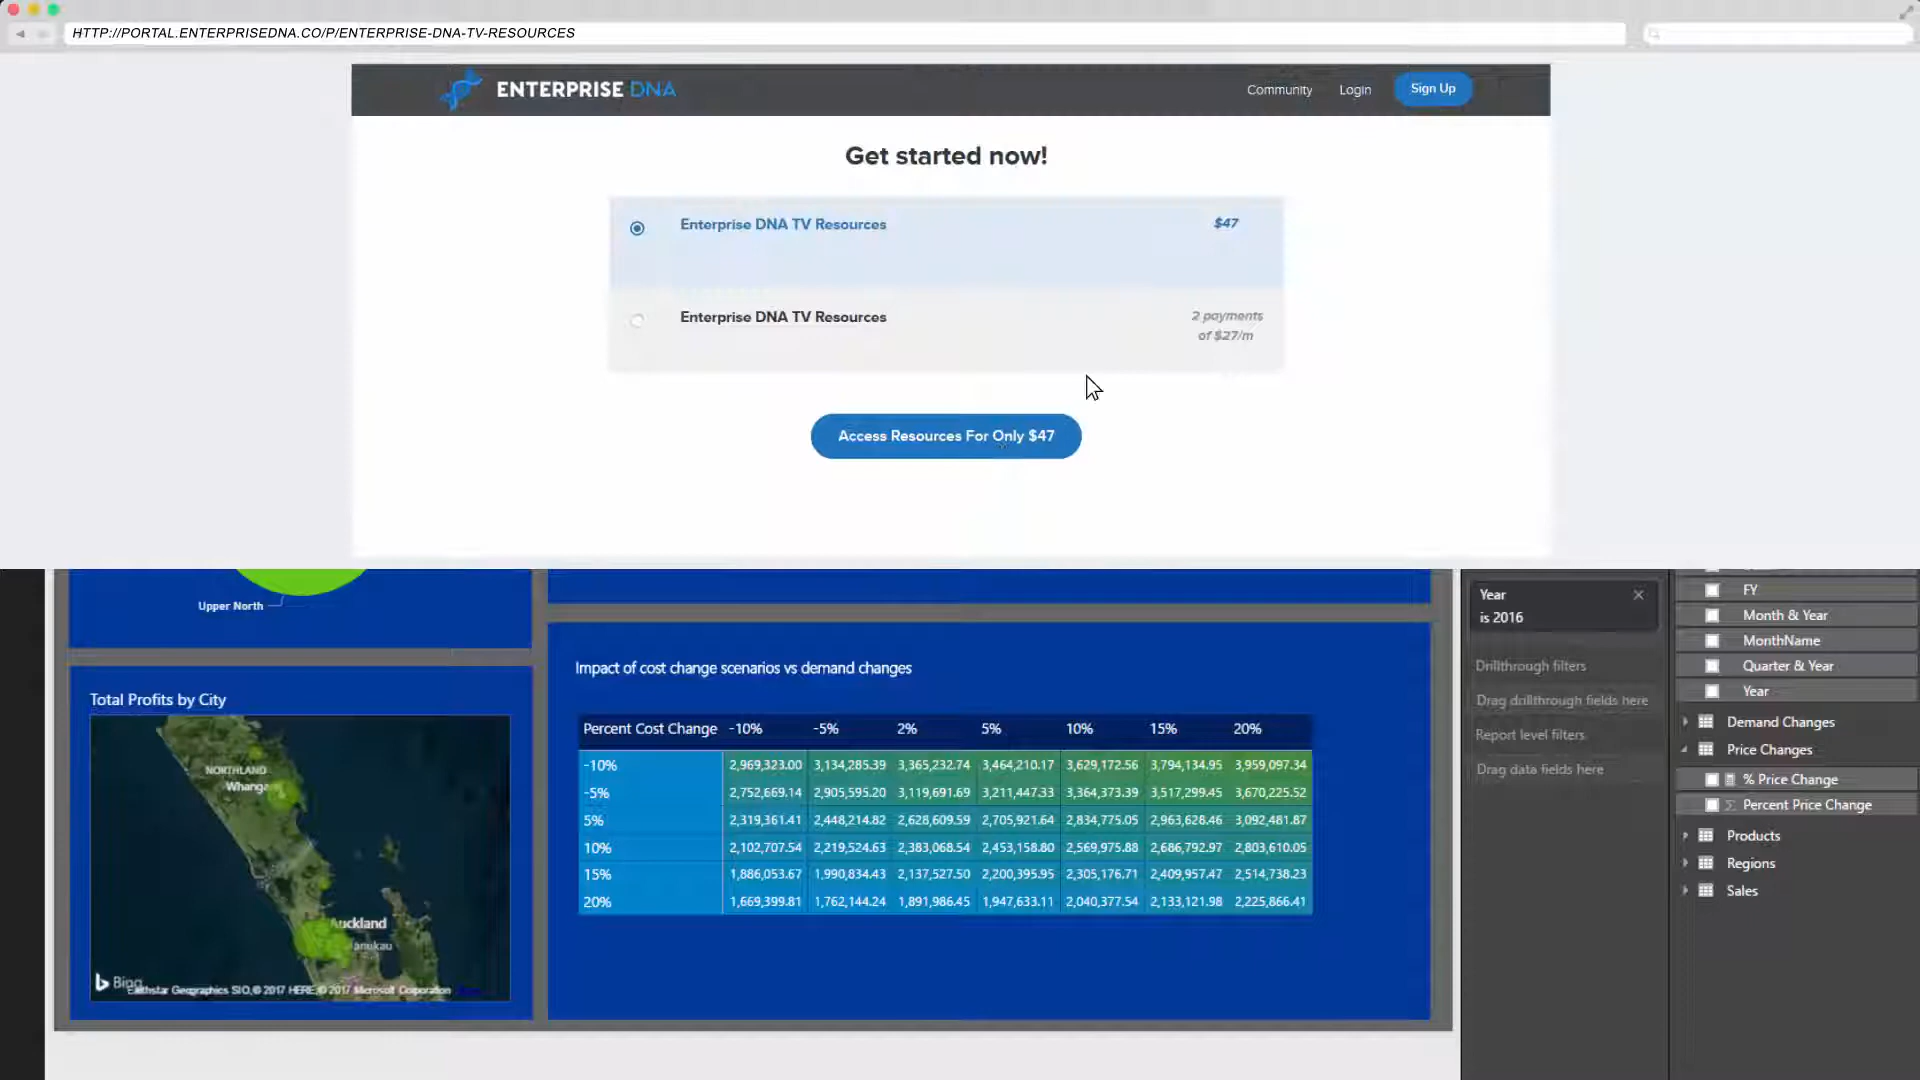 HTTP://PORTAL.ENTERPRISEDNA.CO/P/ENTERPRISE-DNA-TV-RESOURCES
ENTERPRISE DNA
Community
Login
Sign Up
Get started now!
Enterprise DNA TV Resources
$47
Enterprise DNA TV Resources
2 payments
of $27/m
Access Resources For Only $47
Upper North
Total Profits by City
NORTHLAND
Whanga
Auckland
anukau
Bing
Earthstar Geographics SIO, © 2017 HERE, © 2017 Microsoft Corporation
Impact of cost change scenarios vs demand changes
Percent Cost Change -10% -5% 2% 5% 10% 15% 20%
-10% 2,969,323.00 3,134,285.39 3,365,232.74 3,464,210.17 3,629,172.56 3,794,134.95 3,959,097.34
-5% 2,752,669.14 2,905,595.20 3,119,691.69 3,211,447.33 3,364,373.39 3,517,299.45 3,670,225.52
5% 2,319,361.41 2,448,214.82 2,628,609.59 2,705,921.64 2,834,775.05 2,963,628.46 3,092,481.87
10% 2,102,707.54 2,219,524.63 2,383,068.54 2,453,158.80 2,569,975.88 2,686,792.97 2,803,610.05
15% 1,886,053.67 1,990,834.43 2,137,527.50 2,200,395.95 2,305,176.71 2,409,957.47 2,514,738.23
20% 1,669,399.81 1,762,144.24 1,891,986.45 1,947,633.11 2,040,377.54 2,133,121.98 2,225,866.41
Year
is 2016
Drillthrough filters
Drag drillthrough fields here
Report level filters
Drag data fields here
FY
Month & Year
MonthName
Quarter & Year
Year
Demand Changes
Price Changes
% Price Change
Percent Price Change
Products
Regions
Sales